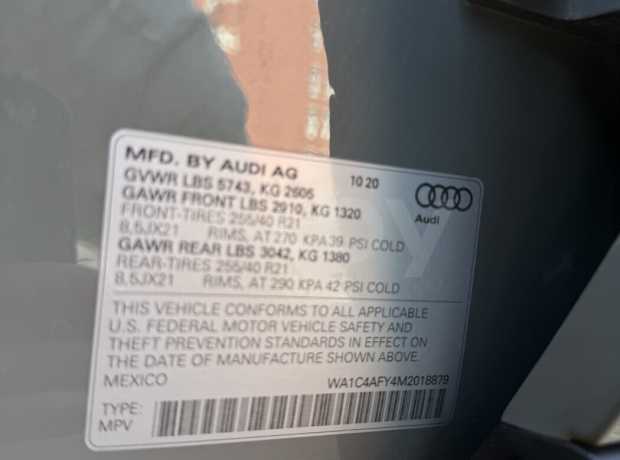 MFD. BY AUDI AG 10 20
GVWR LBS 5743, KG 2605
GAWR FRONT LBS 2910, KG 1320
FRONT-TIRES 255/40 R21
8,5JX21 RIMS, AT 270 KPA 39 PSI COLD
GAWR REAR LBS 3042, KG 1380
REAR-TIRES 255/40 R21
8,5JX21 RIMS, AT 290 KPA 42 PSI COLD
Audi
THIS VEHICLE CONFORMS TO ALL APPLICABLE
U.S. FEDERAL MOTOR VEHICLE SAFETY AND
THEFT PREVENTION STANDARDS IN EFFECT ON
THE DATE OF MANUFACTURE SHOWN ABOVE.
MEXICO WA1C4AFY4M2018879
TYPE:
MPV